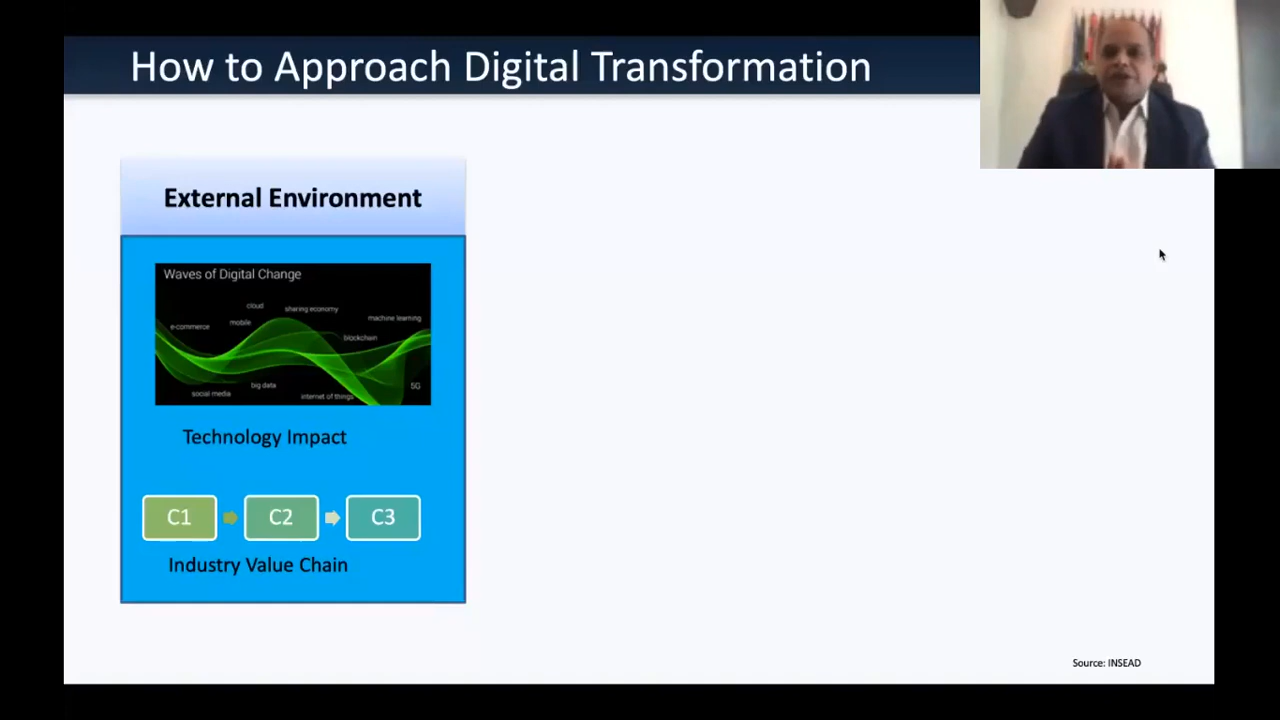 How to Approach Digital Transformation
External Environment
Waves of Digital Change
cloud
sharing economy
machine learning
mobile
e-commerce
blockchain
big data
5G
social media
internet of things
Technology Impact
C1
C2
C3
Industry Value Chain
Source: INSEAD